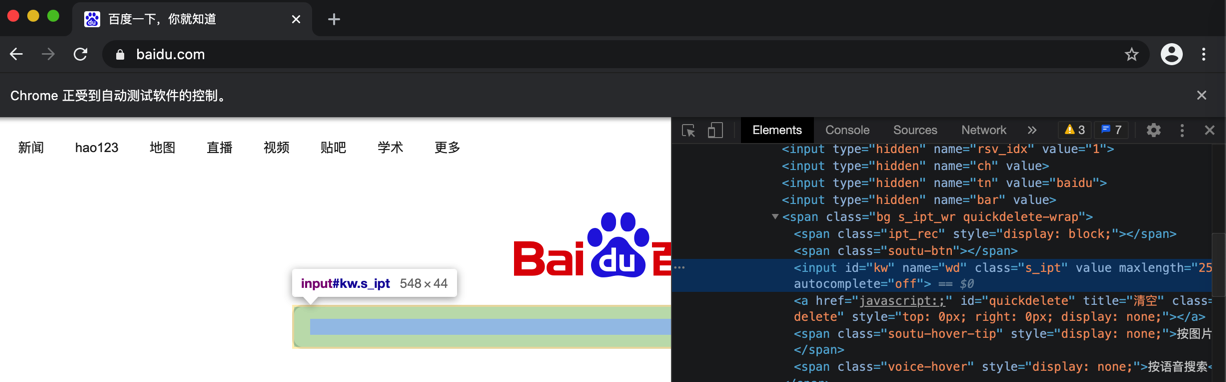 百度一下，你就知道
baidu.com
Chrome 正受到自动测试软件的控制。
新闻 hao123 地图 直播 视频 贴吧 学术 更多
Bai du
input#kw.s_ipt 548 × 44
Elements Console Sources Network » 3 7
<input type="hidden" name="rsv_idx" value="1">
<input type="hidden" name="ch" value>
<input type="hidden" name="tn" value="baidu">
<input type="hidden" name="bar" value>
<span class="bg s_ipt_wr quickdelete-wrap">
<span class="ipt_rec" style="display: block;"></span>
<span class="soutu-btn"></span>
<input id="kw" name="wd" class="s_ipt" value maxlength="25
autocomplete="off"> == $0
<a href="javascript:;" id="quickdelete" title="清空" class=
delete" style="top: 0px; right: 0px; display: none;"></a>
<span class="soutu-hover-tip" style="display: none;">按图片
</span>
<span class="voice-hover" style="display: none;">按语音搜索<